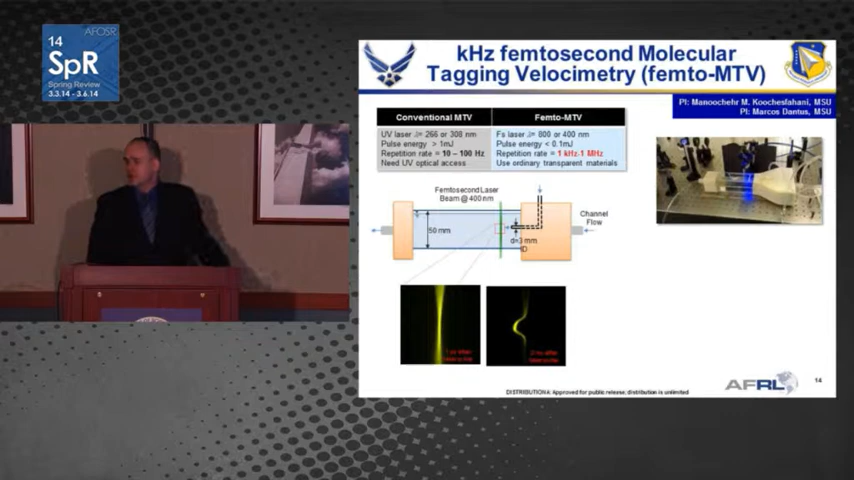 AFOSR
14
SpR
Spring Review
3.3.14 - 3.6.14
kHz femtosecond Molecular
Tagging Velocimetry (femto-MTV)
PI: Manoochehr M. Koochesfahani, MSU
PI: Marcos Dantus, MSU
Conventional MTV
Femto-MTV
UV laser λ= 266 or 308 nm
Pulse energy > 1mJ
Repetition rate = 10 – 100 Hz
Need UV optical access
Fs laser λ= 800 or 400 nm
Pulse energy < 0.1mJ
Repetition rate = 1 kHz-1 MHz
Use ordinary transparent materials
Femtosecond Laser
Beam @ 400 nm
Channel
Flow
50 mm
d=3 mm
ID
DISTRIBUTION A: Approved for public release; distribution is unlimited
AFRL
14